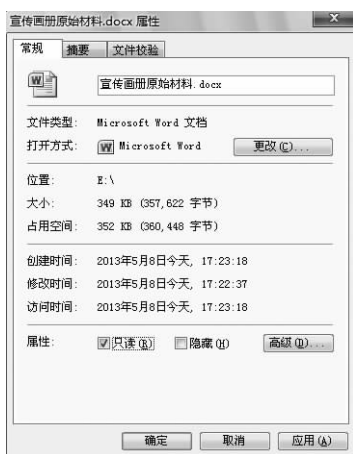 宣传画册原始材料.docx 属性
常规 摘要 文件校验
宣传画册原始材料.docx
文件类型: Microsoft Word 文档
打开方式: Microsoft Word 更改(C)...
位置: E:\
大小: 349 KB (357,622 字节)
占用空间: 352 KB (360,448 字节)
创建时间: 2013年5月8日今天, 17:23:18
修改时间: 2013年5月8日今天, 17:22:37
访问时间: 2013年5月8日今天, 17:23:18
属性: 只读(R) 隐藏(H) 高级(D)...
确定 取消 应用(A)